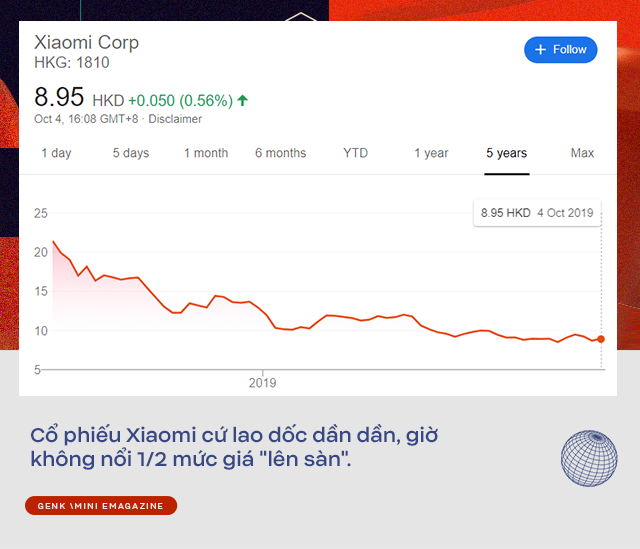 Xiaomi Corp
HKG: 1810
+ Follow
8.95 HKD +0.050 (0.56%) ↑
Oct 4, 16:08 GMT+8 · Disclaimer
1 day 5 days 1 month 6 months YTD 1 year 5 years Max
8.95 HKD 4 Oct 2019
25
20
15
10
5
2019
Cổ phiếu Xiaomi cứ lao dốc dần dần, giờ
không nổi 1/2 mức giá "lên sàn".
GENK \MINI EMAGAZINE